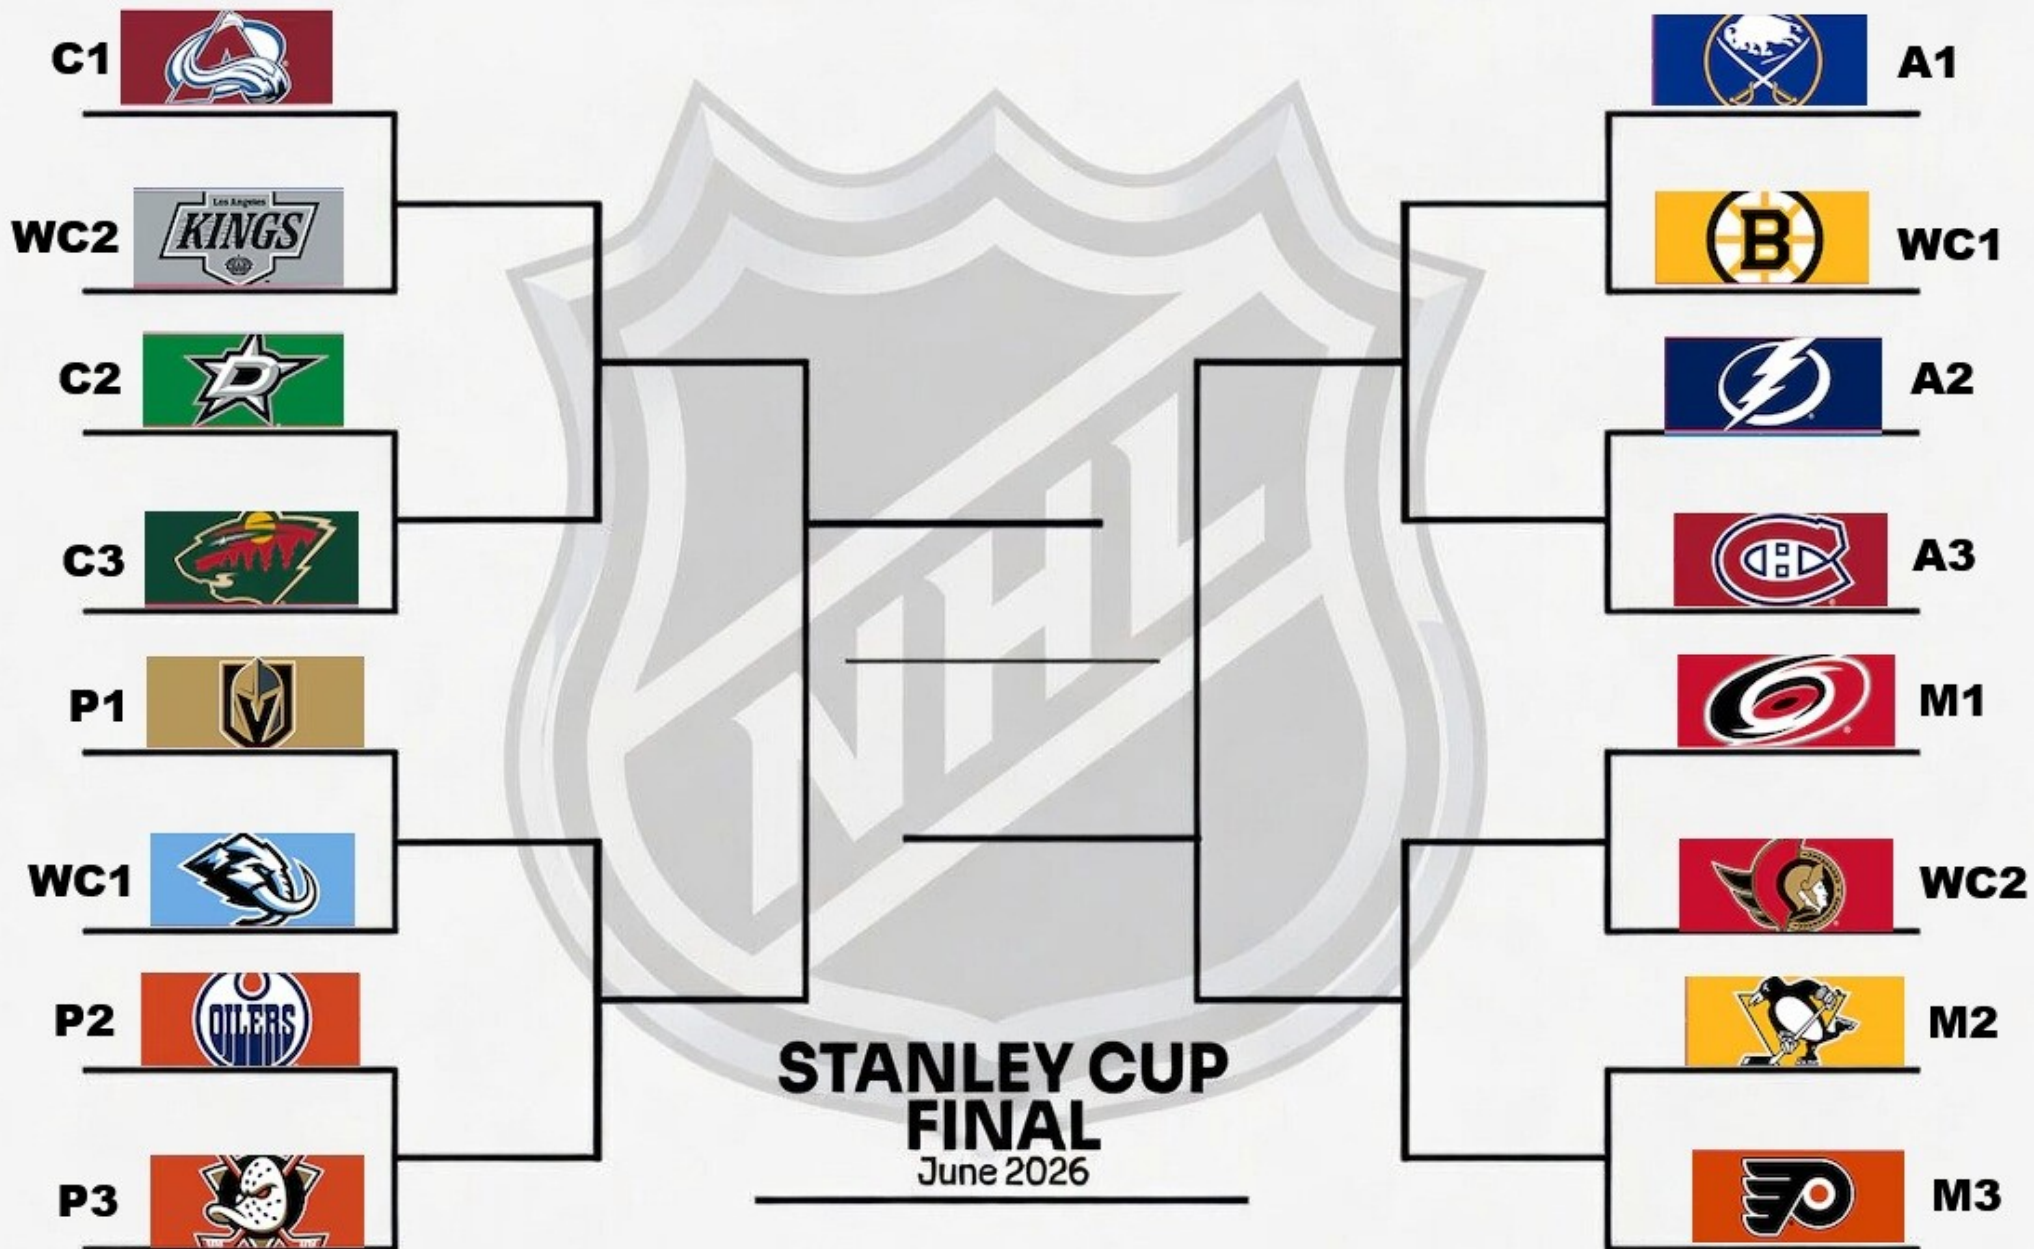 C1
Los Angeles
KINGS
WC2
C2
D
C3
P1
WC1
P2
OILERS
P3
A1
B
WC1
A2
A3
M1
WC2
M2
M3
NHL
STANLEY CUP
FINAL
June 2026